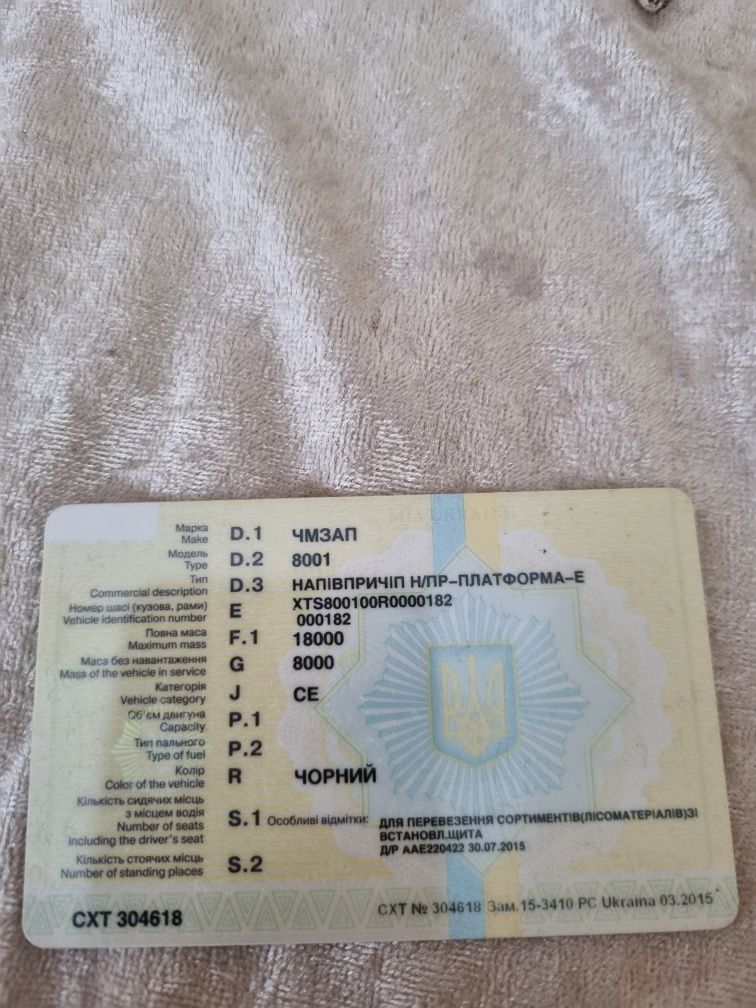 MIA UKRAINE
Марка
Make D.1 ЧМЗАП
Модель
Type D.2 8001
Тип
Commercial description D.3 НАПІВПРИЧІП Н/ПР-ПЛАТФОРМА-Е
Номер шасі (кузова, рами)
Vehicle identification number E XTS800100R0000182
000182
Повна маса
Maximum mass F.1 18000
Маса без навантаження
Mass of the vehicle in service G 8000
Категорія
Vehicle category J CE
Об'єм двигуна
Capacity P.1
Тип пального
Type of fuel P.2
Колір
Color of the vehicle R ЧОРНИЙ
Кількість сидячих місць
з місцем водія
Number of seats
including the driver's seat S.1 Особливі відмітки: ДЛЯ ПЕРЕВЕЗЕННЯ СОРТИМЕНТІВ(ЛІСОМАТЕРІАЛІВ)ЗІ
ВСТАНОВЛ.ЩИТА
Д/Р ААЕ220422 30.07.2015
Кількість стоячих місць
Number of standing places S.2
СХТ 304618
СХТ № 304618 Зам.15-3410 РС Ukraina 03.2015